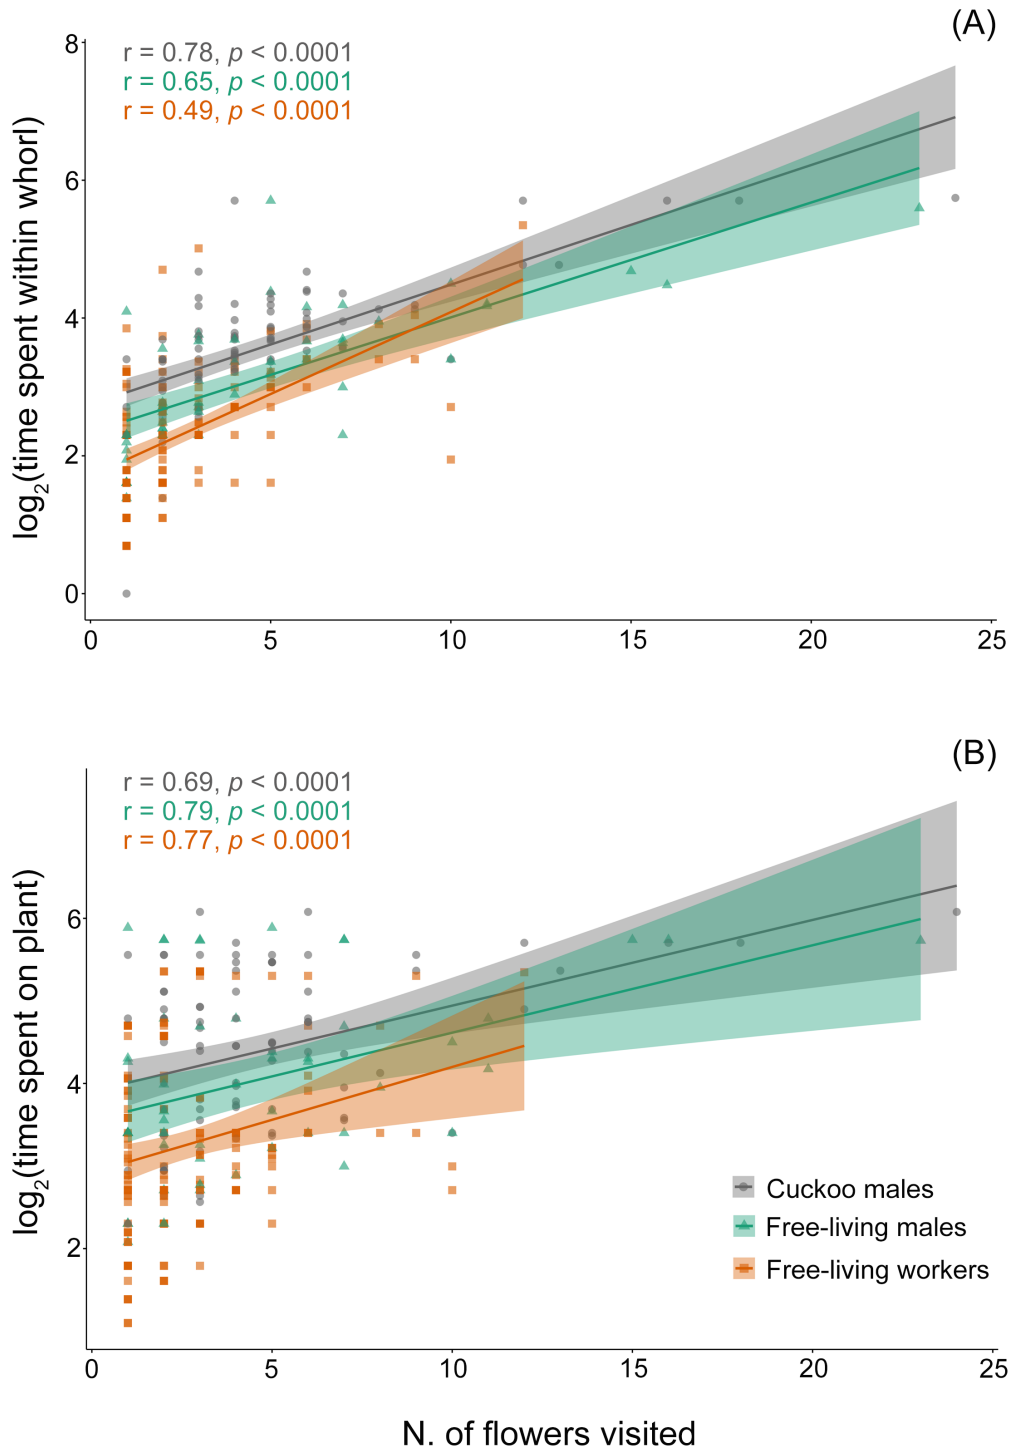 (A)
r = 0.78, p < 0.0001
r = 0.65, p < 0.0001
r = 0.49, p < 0.0001
log2(time spent within whorl)
8
6
4
2
0
0 5 10 15 20 25
(B)
r = 0.69, p < 0.0001
r = 0.79, p < 0.0001
r = 0.77, p < 0.0001
log2(time spent on plant)
6
4
2
Cuckoo males
Free-living males
Free-living workers
0 5 10 15 20 25
N. of flowers visited